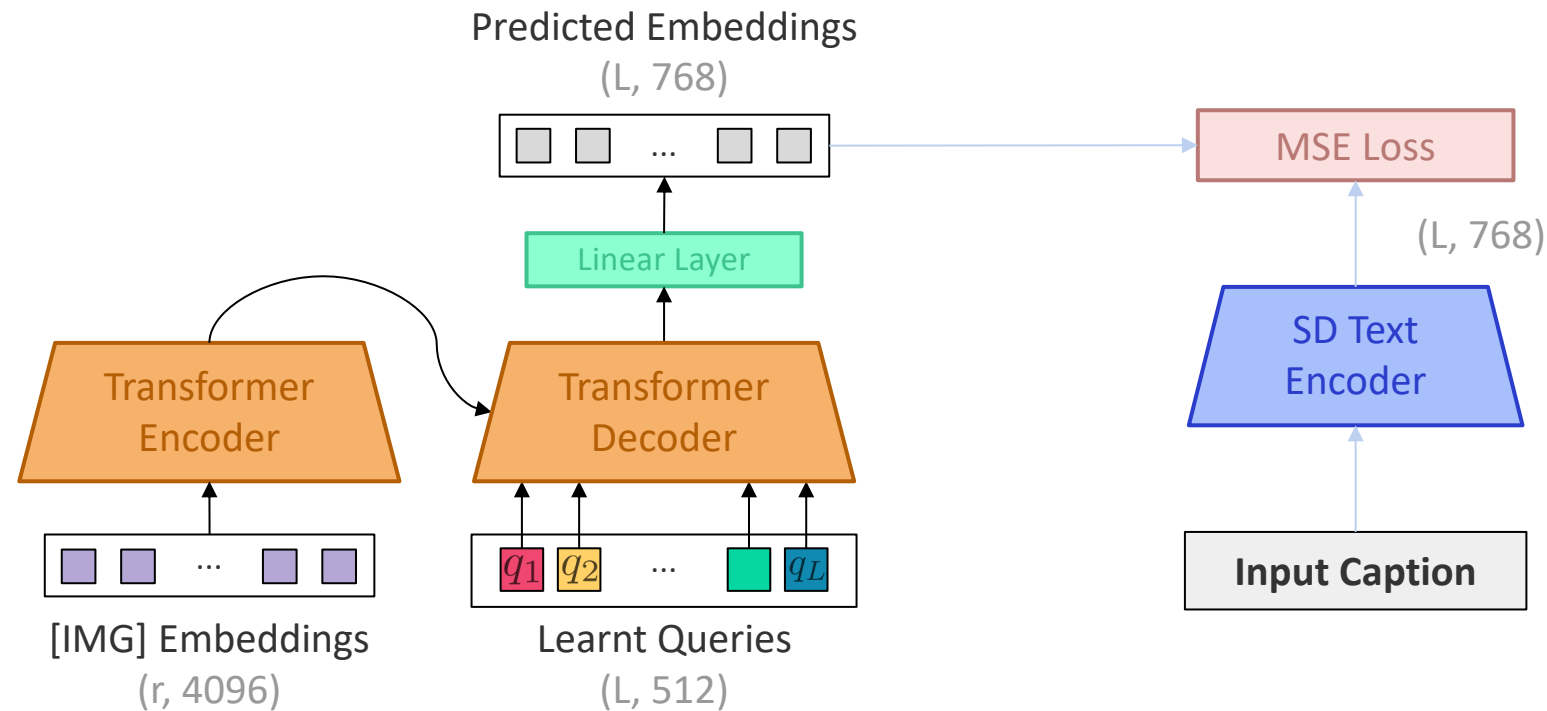 Predicted Embeddings
(L, 768)
...
MSE Loss
(L, 768)
Linear Layer
Transformer
Encoder
Transformer
Decoder
SD Text
Encoder
...
q1 q2 ... qL
Input Caption
[IMG] Embeddings
(r, 4096)
Learnt Queries
(L, 512)